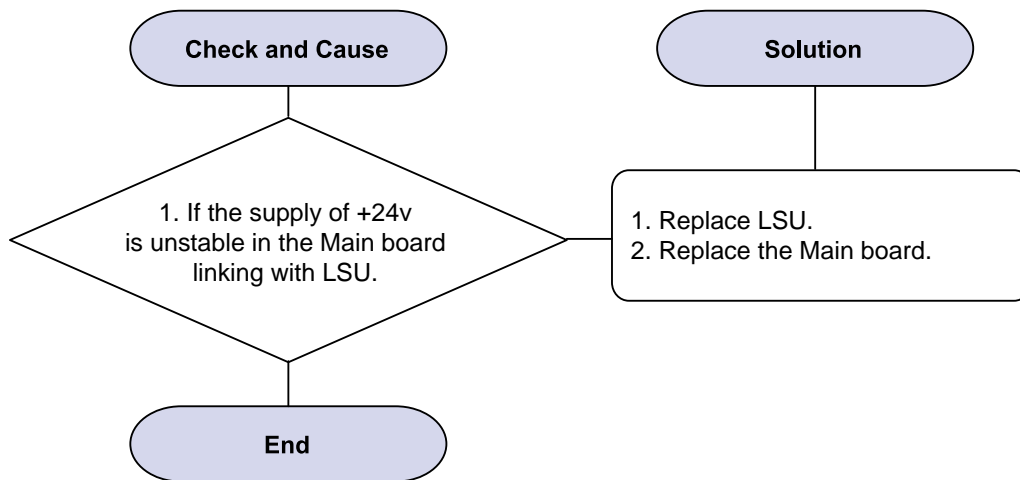 Check and Cause
Solution
1. If the supply of +24v
is unstable in the Main board
linking with LSU.
1. Replace LSU.
2. Replace the Main board.
End